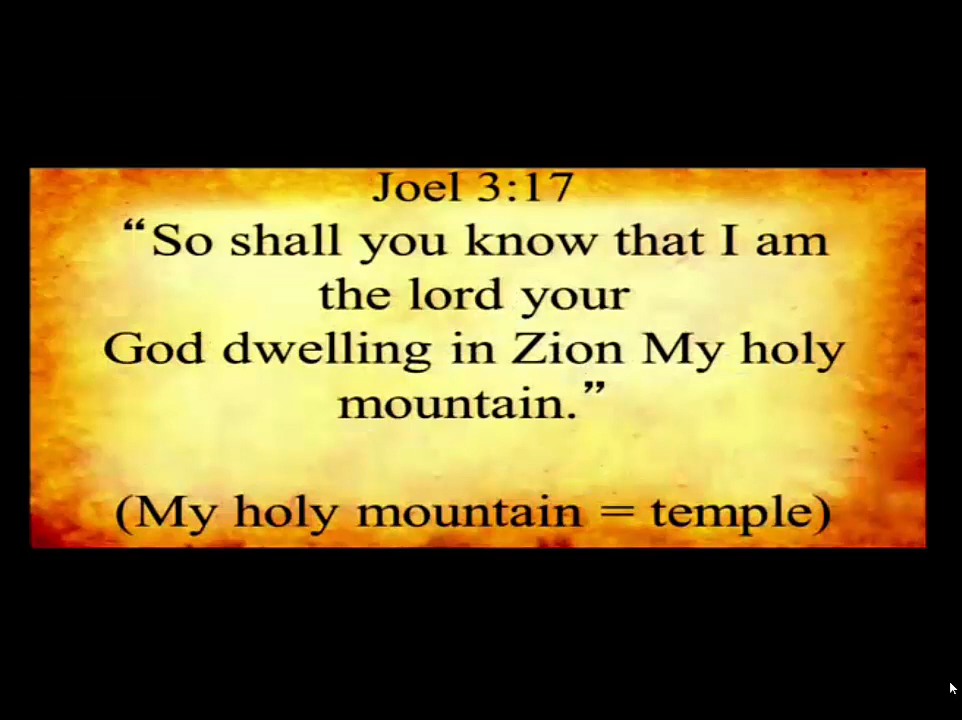 Joel 3:17
“So shall you know that I am
the lord your
God dwelling in Zion My holy
mountain.”
(My holy mountain = temple)